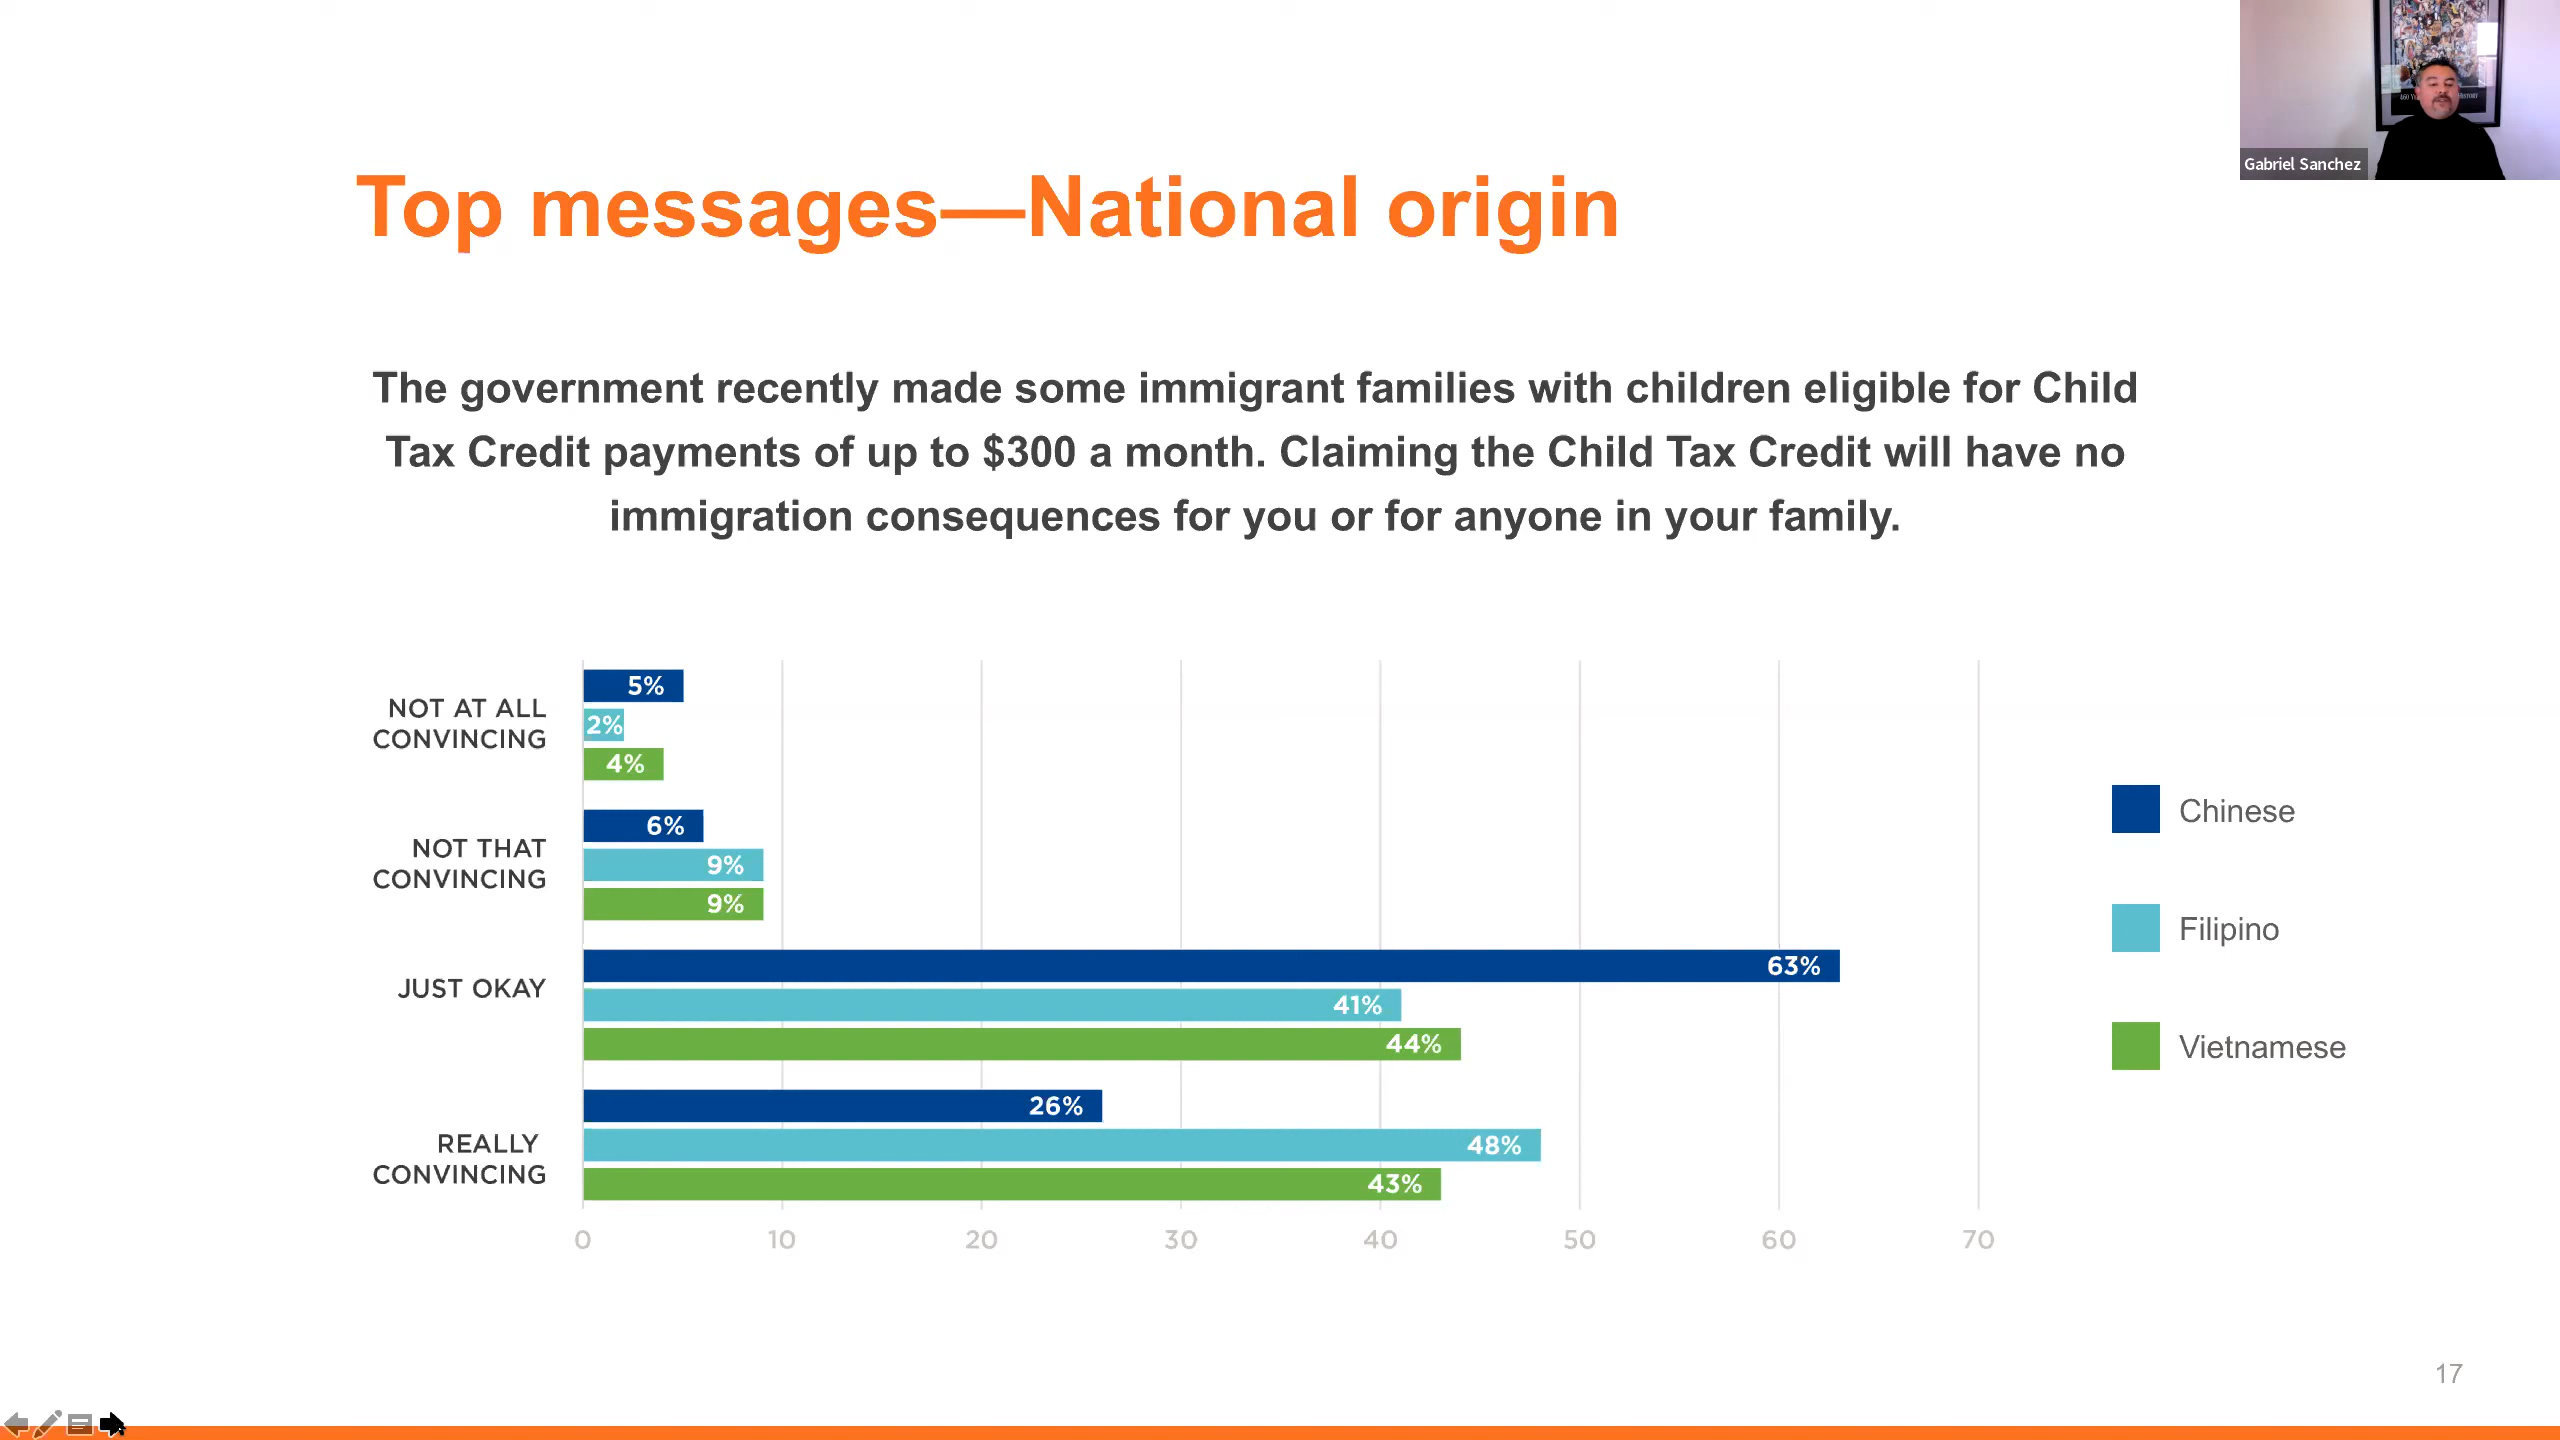 Gabriel Sanchez
Top messages—National origin
The government recently made some immigrant families with children eligible for Child
Tax Credit payments of up to $300 a month. Claiming the Child Tax Credit will have no
immigration consequences for you or for anyone in your family.
NOT AT ALL
CONVINCING
5%
2%
4%
NOT THAT
CONVINCING
6%
9%
9%
JUST OKAY
63%
41%
44%
REALLY
CONVINCING
26%
48%
43%
0 10 20 30 40 50 60 70
Chinese
Filipino
Vietnamese
17